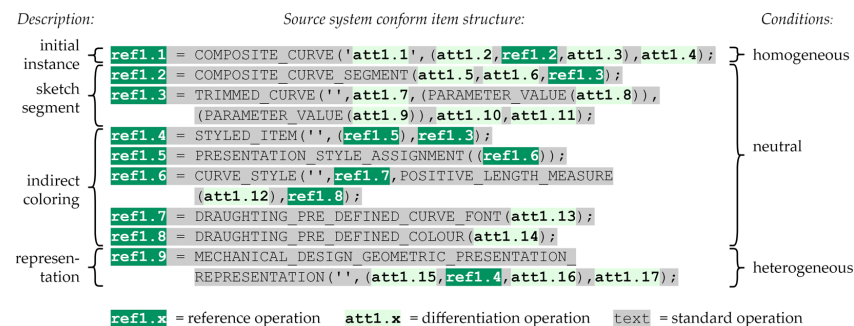 Description: Source system conform item structure: Conditions:
initial instance
ref1.1 = COMPOSITE_CURVE('att1.1',(att1.2,ref1.2,att1.3),att1.4);
homogeneous
sketch segment
ref1.2 = COMPOSITE_CURVE_SEGMENT(att1.5,att1.6,ref1.3);
ref1.3 = TRIMMED_CURVE('',att1.7,(PARAMETER_VALUE(att1.8)),
(PARAMETER_VALUE(att1.9)),att1.10,att1.11);
indirect coloring
ref1.4 = STYLED_ITEM('',(ref1.5),ref1.3);
ref1.5 = PRESENTATION_STYLE_ASSIGNMENT((ref1.6));
ref1.6 = CURVE_STYLE('',ref1.7,POSITIVE_LENGTH_MEASURE
(att1.12),ref1.8);
ref1.7 = DRAUGHTING_PRE_DEFINED_CURVE_FONT(att1.13);
ref1.8 = DRAUGHTING_PRE_DEFINED_COLOUR(att1.14);
neutral
represen-
tation
ref1.9 = MECHANICAL_DESIGN_GEOMETRIC_PRESENTATION_
REPRESENTATION('',(att1.15,ref1.4,att1.16),att1.17);
heterogeneous
ref1.x = reference operation att1.x = differentiation operation text = standard operation